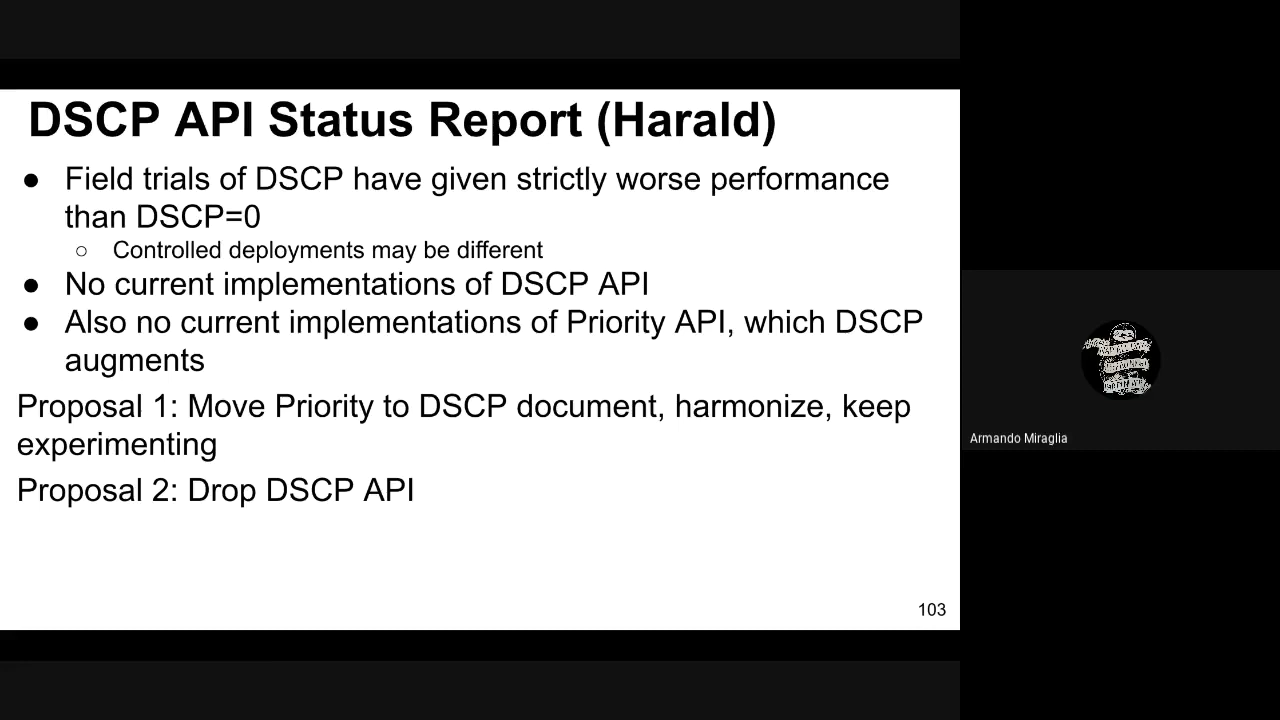 DSCP API Status Report (Harald)
● Field trials of DSCP have given strictly worse performance
than DSCP=0
○ Controlled deployments may be different
● No current implementations of DSCP API
● Also no current implementations of Priority API, which DSCP
augments
Proposal 1: Move Priority to DSCP document, harmonize, keep
experimenting
Proposal 2: Drop DSCP API
103
Armando Miraglia